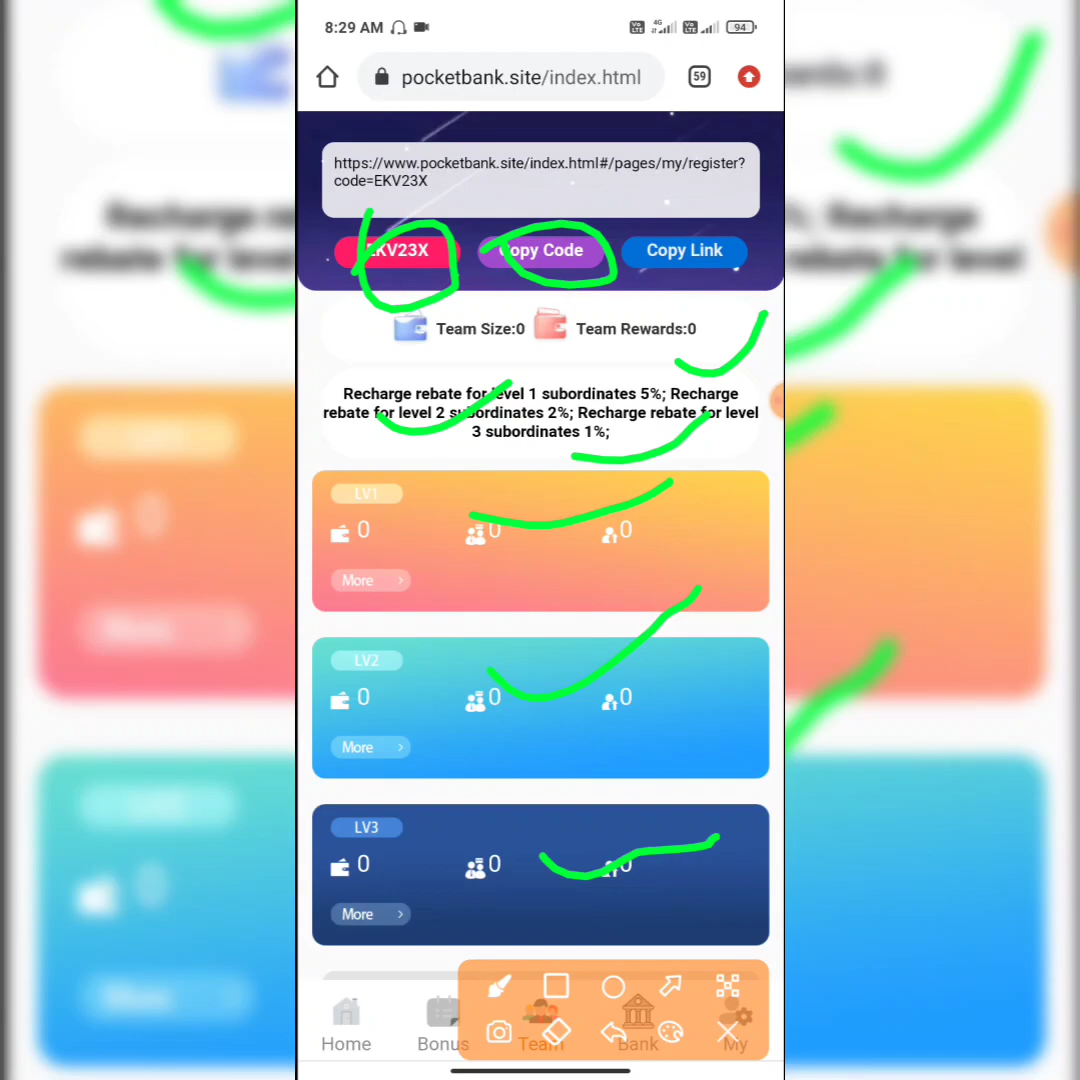 8:29 AM
4G
94
pocketbank.site/index.html
59
https://www.pocketbank.site/index.html#/pages/my/register?
code=EKV23X
EKV23X
Copy Code
Copy Link
Team Size:0
Team Rewards:0
Recharge rebate for level 1 subordinates 5%; Recharge
rebate for level 2 subordinates 2%; Recharge rebate for level
3 subordinates 1%;
LV1
0 0 0
More >
LV2
0 0 0
More >
LV3
0 0 0
More >
Home Bonus Team Bank My